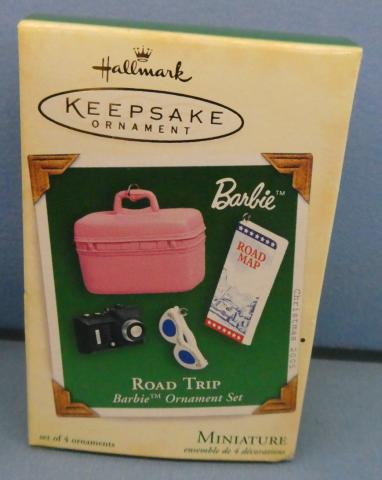 Hallmark
KEEPSAKE
ORNAMENT
Barbie™
ROAD
MAP
Christmas 2005
ROAD TRIP
Barbie™ Ornament Set
set of 4 ornaments
MINIATURE
ensemble de 4 décorations